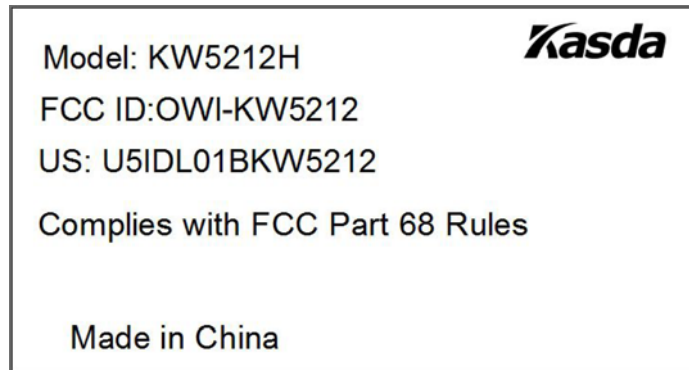 Kasda
Model: KW5212H
FCC ID:OWI-KW5212
US: U5IDL01BKW5212
Complies with FCC Part 68 Rules
Made in China